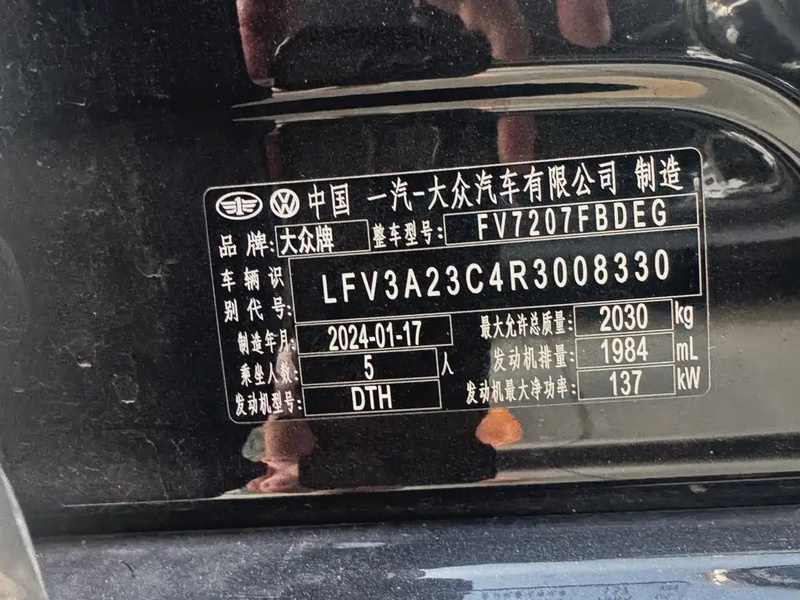 中国 一汽-大众汽车有限公司 制造
品牌: 大众牌 整车型号: FV7207FBDEG
车辆识别代号: LFV3A23C4R3008330
制造年月: 2024-01-17 最大允许总质量: 2030 kg
乘坐人数: 5 人 发动机排量: 1984 mL
发动机型号: DTH 发动机最大净功率: 137 kW